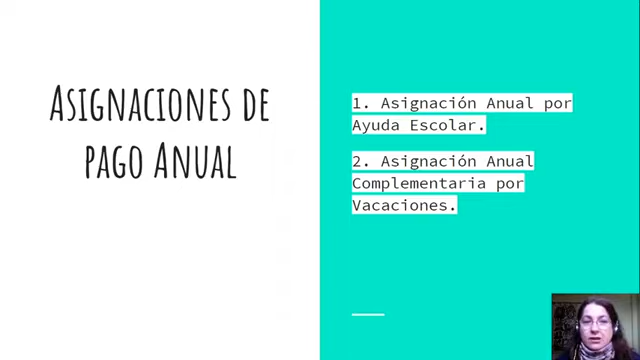 ASIGNACIONES DE
PAGO ANUAL
1. Asignación Anual por
Ayuda Escolar.
2. Asignación Anual
Complementaria por
Vacaciones.